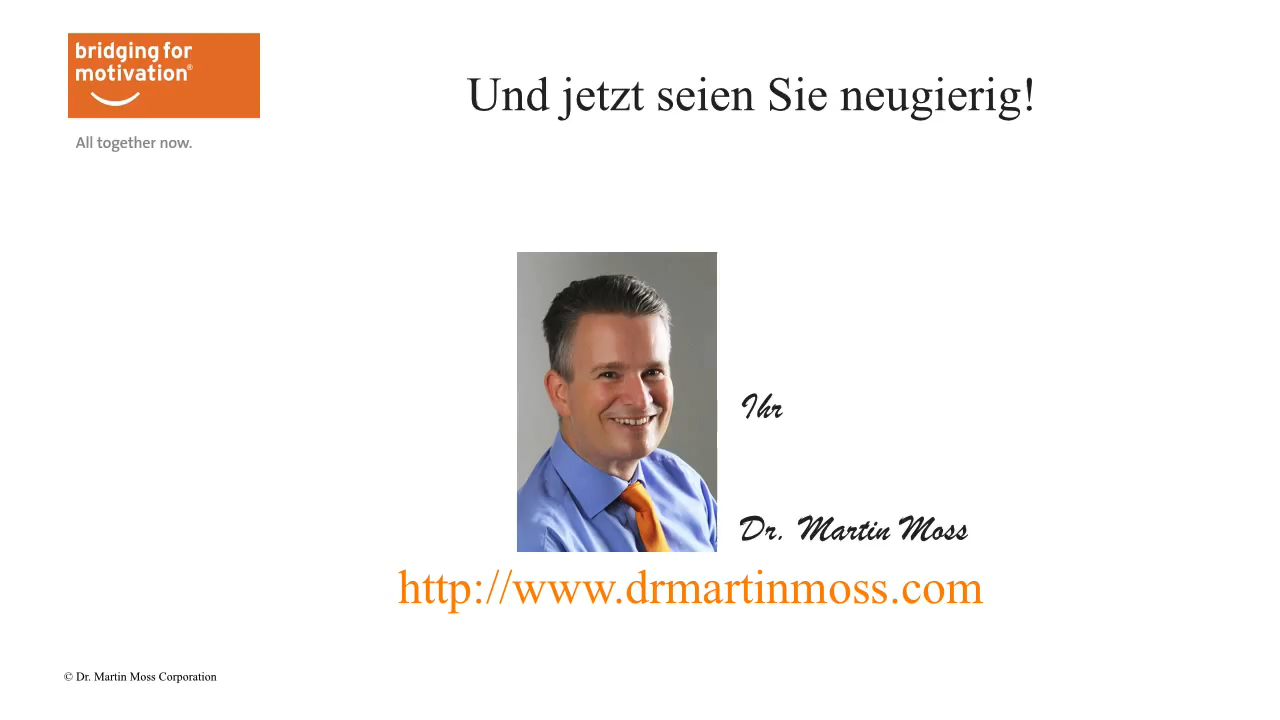 bridging for
motivation®
All together now.
Und jetzt seien Sie neugierig!
Ihr
Dr. Martin Moss
http://www.drmartinmoss.com
© Dr. Martin Moss Corporation